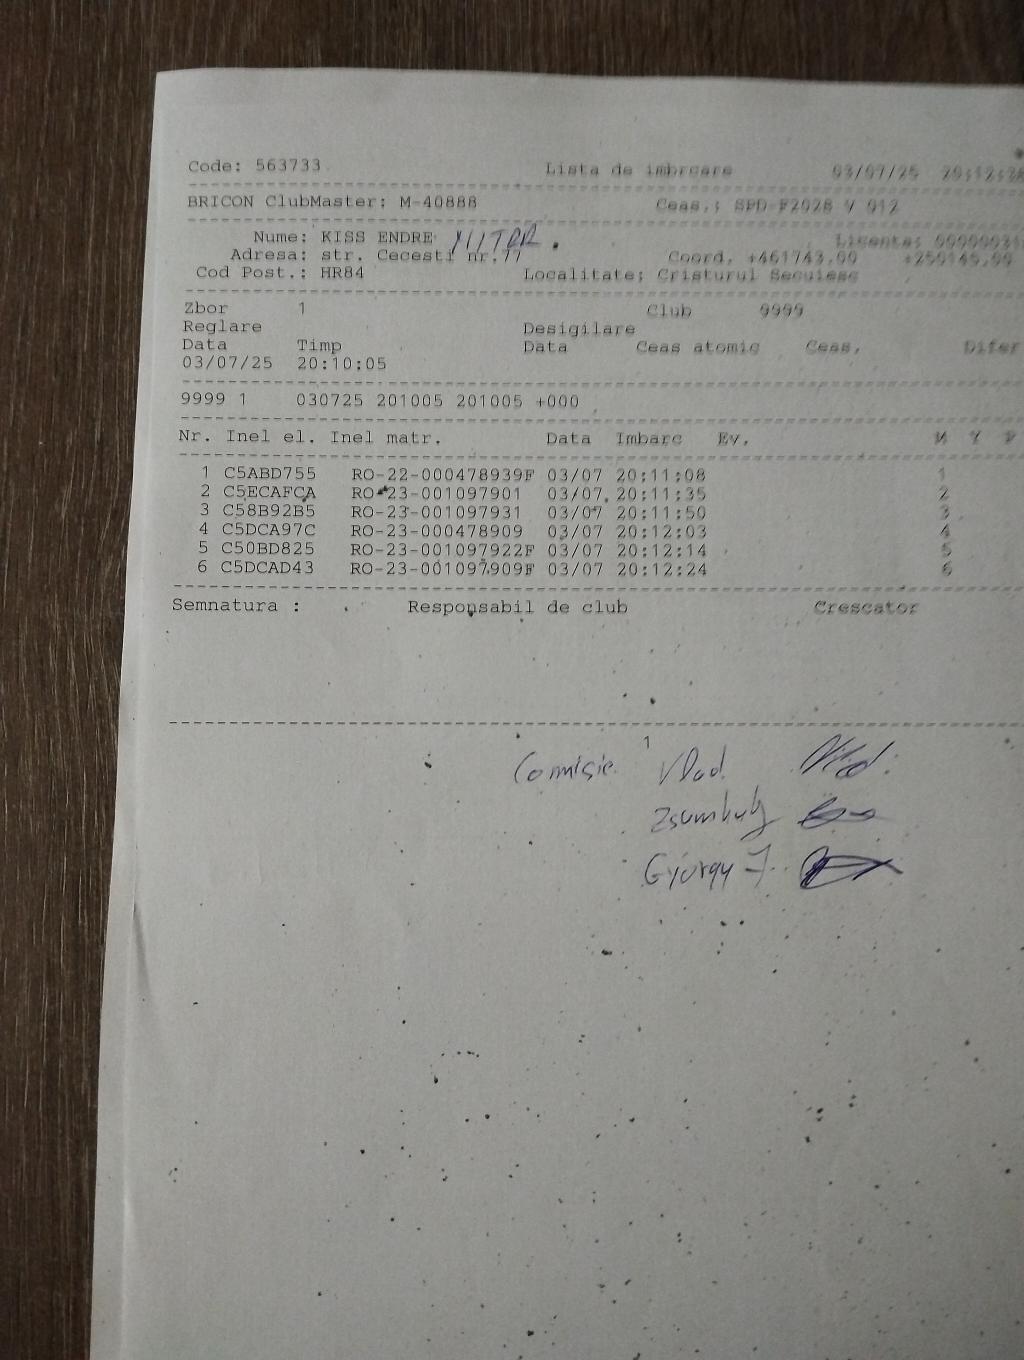 Code: 563733 Lista de imbrcare 03/07/25
BRICON ClubMaster: M-40888 Ceas.: SPD F2028 V 012
Nume: KISS ENDRE
Adresa: str. Cecesti nr.77 Coord. +461743.00 +250145.00
Cod Post.: HR84 Localitate: Cristurul Secuiesc
Zbor 1 Club 9999
Reglare Desigilare
Data Timp Data Ceas atomic Ceas. Difer
03/07/25 20:10:05
9999 1 030725 201005 201005 +000
Nr. Inel el. Inel matr. Data Imbarc Ev. M Y P
1 C5ABD755 RO-22-000478939F 03/07 20:11:08 1
2 C5ECAFCA RO-23-001097901 03/07 20:11:35 2
3 C58B92B5 RO-23-001097931 03/07 20:11:50 3
4 C5DCA97C RO-23-000478909 03/07 20:12:03 4
5 C50BD825 RO-23-001097922F 03/07 20:12:14 5
6 C5DCAD43 RO-23-001097909F 03/07 20:12:24 6
Semnatura : Responsabil de club Crescator
1
Comisie Vlad
György J